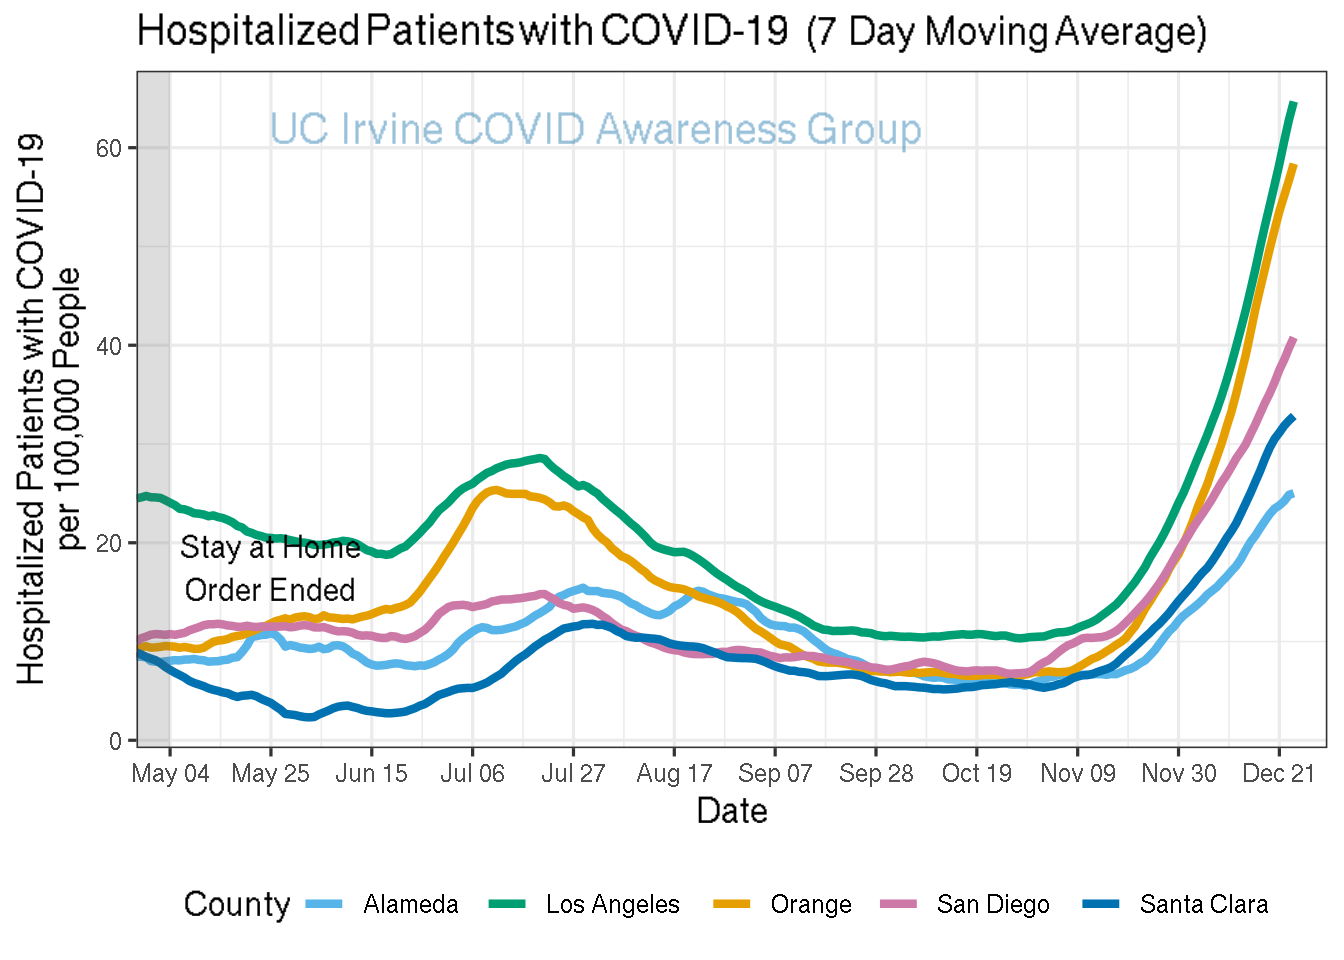 Hospitalized Patients with COVID-19 (7 Day Moving Average)
UC Irvine COVID Awareness Group
Hospitalized Patients with COVID-19
per 100,000 People
60
40
20
0
Stay at Home
Order Ended
May 04 May 25 Jun 15 Jul 06 Jul 27 Aug 17 Sep 07 Sep 28 Oct 19 Nov 09 Nov 30 Dec 21
Date
County Alameda Los Angeles Orange San Diego Santa Clara